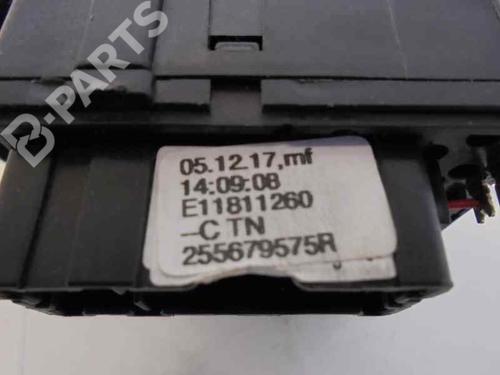 B-PARTS
05.12.17,mf
14:09:08
E11811260
--C TN
255679575R